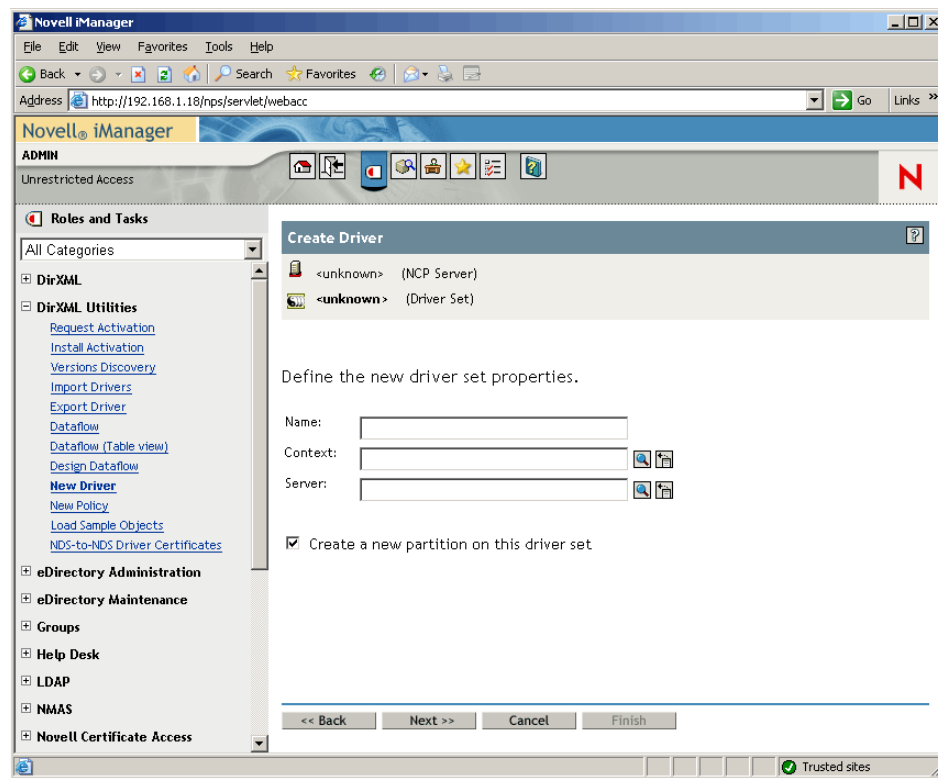 Novell iManager
File Edit View Favorites Tools Help
Back Search Favorites
Address http://192.168.1.18/nps/servlet/webacc Go Links »
Novell® iManager
ADMIN
Unrestricted Access
N
Roles and Tasks
All Categories
DirXML
DirXML Utilities
Request Activation
Install Activation
Versions Discovery
Import Drivers
Export Driver
Dataflow
Dataflow (Table view)
Design Dataflow
New Driver
New Policy
Load Sample Objects
NDS-to-NDS Driver Certificates
eDirectory Administration
eDirectory Maintenance
Groups
Help Desk
LDAP
NMAS
Novell Certificate Access
Create Driver ?
<unknown> (NCP Server)
<unknown> (Driver Set)
Define the new driver set properties.
Name:
Context:
Server:
Create a new partition on this driver set
<< Back Next >> Cancel Finish
Trusted sites